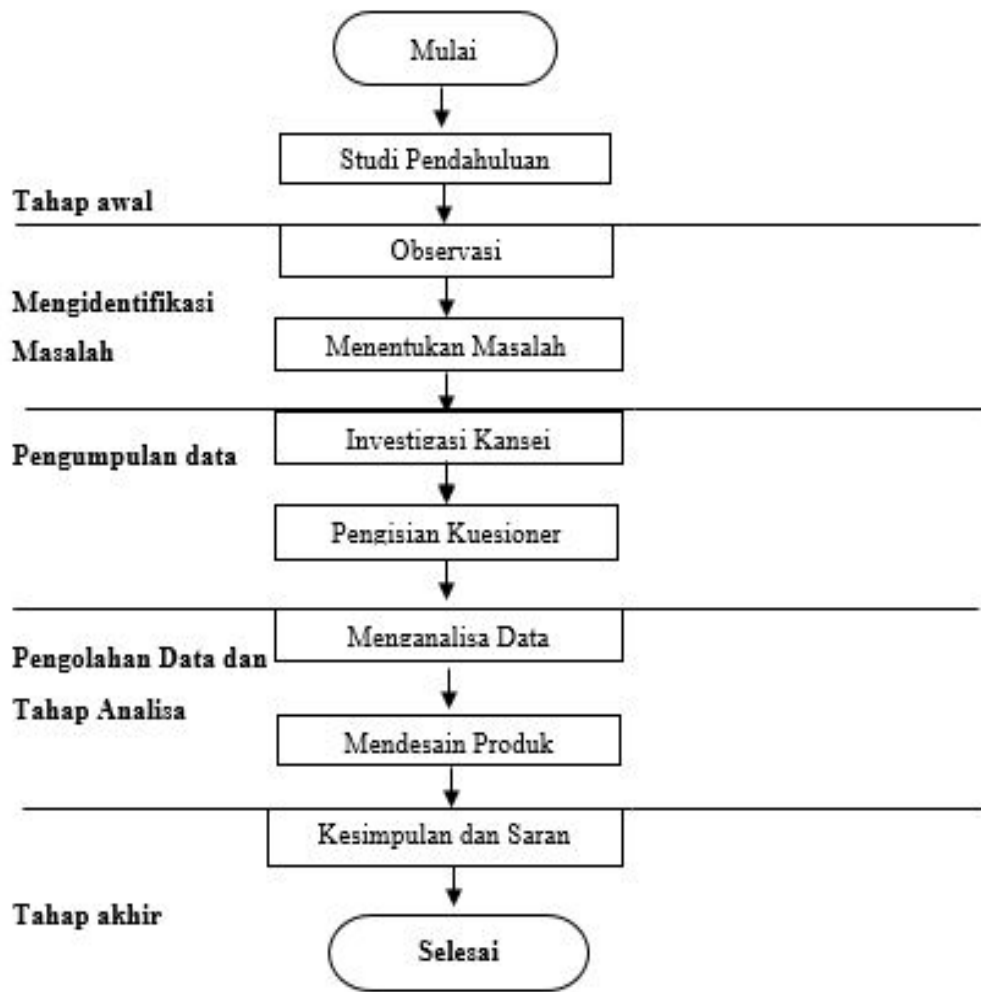 Mulai
Studi Pendahuluan
Tahap awal
Observasi
Mengidentifikasi
Masalah
Menentukan Masalah
Investigasi Kansei
Pengumpulan data
Pengisian Kuesioner
Menganalisa Data
Pengolahan Data dan
Tahap Analisa
Mendesain Produk
Kesimpulan dan Saran
Tahap akhir
Selesai